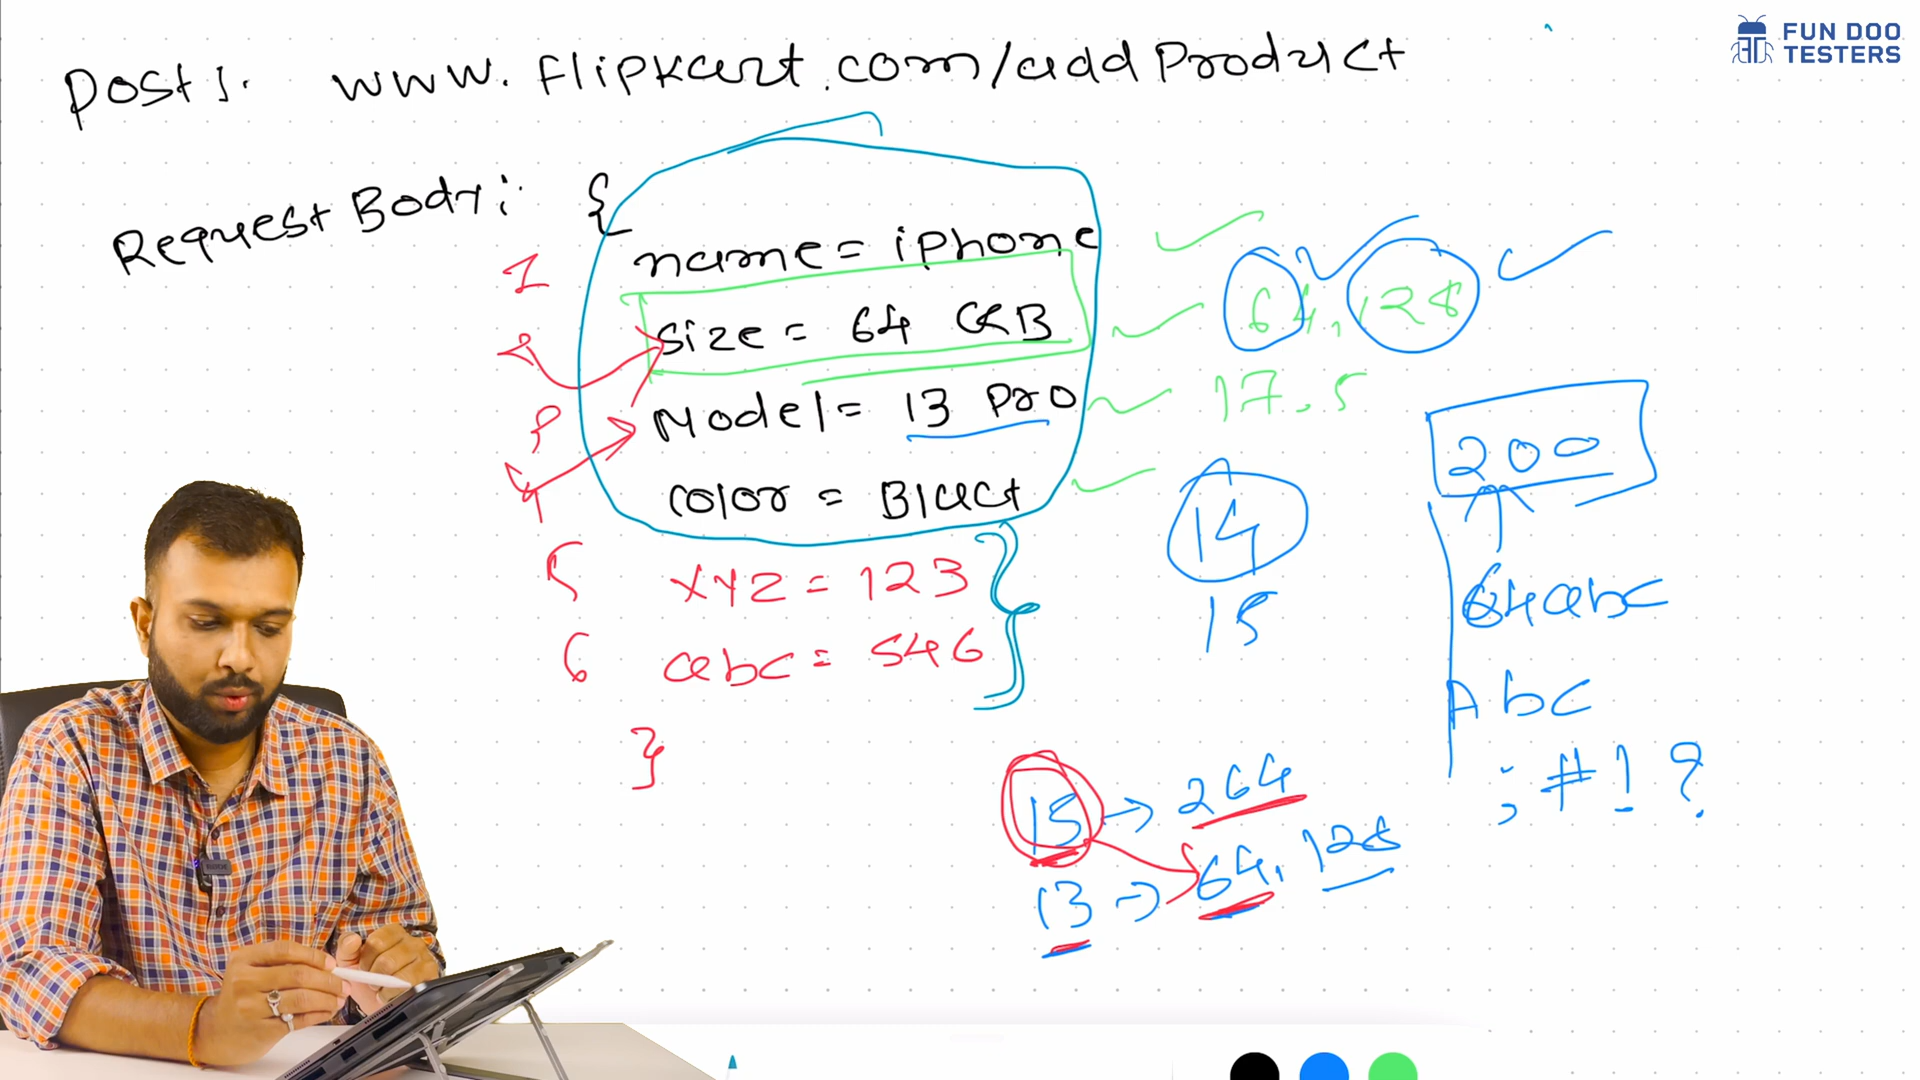 FUN DOO
TESTERS
Post :. www.flipkart.com/addProduct
Request Body : {
1 name = iphone ✓
size = 64 GB ✓ 64, 128 ✓
Model = 13 Pro 17.5
4 color = Black ✓
200
14
15
64abc
Abc
; # ! ?
5 XYZ = 123
6 abc = 546
}
15 → 264
13 → 64, 128